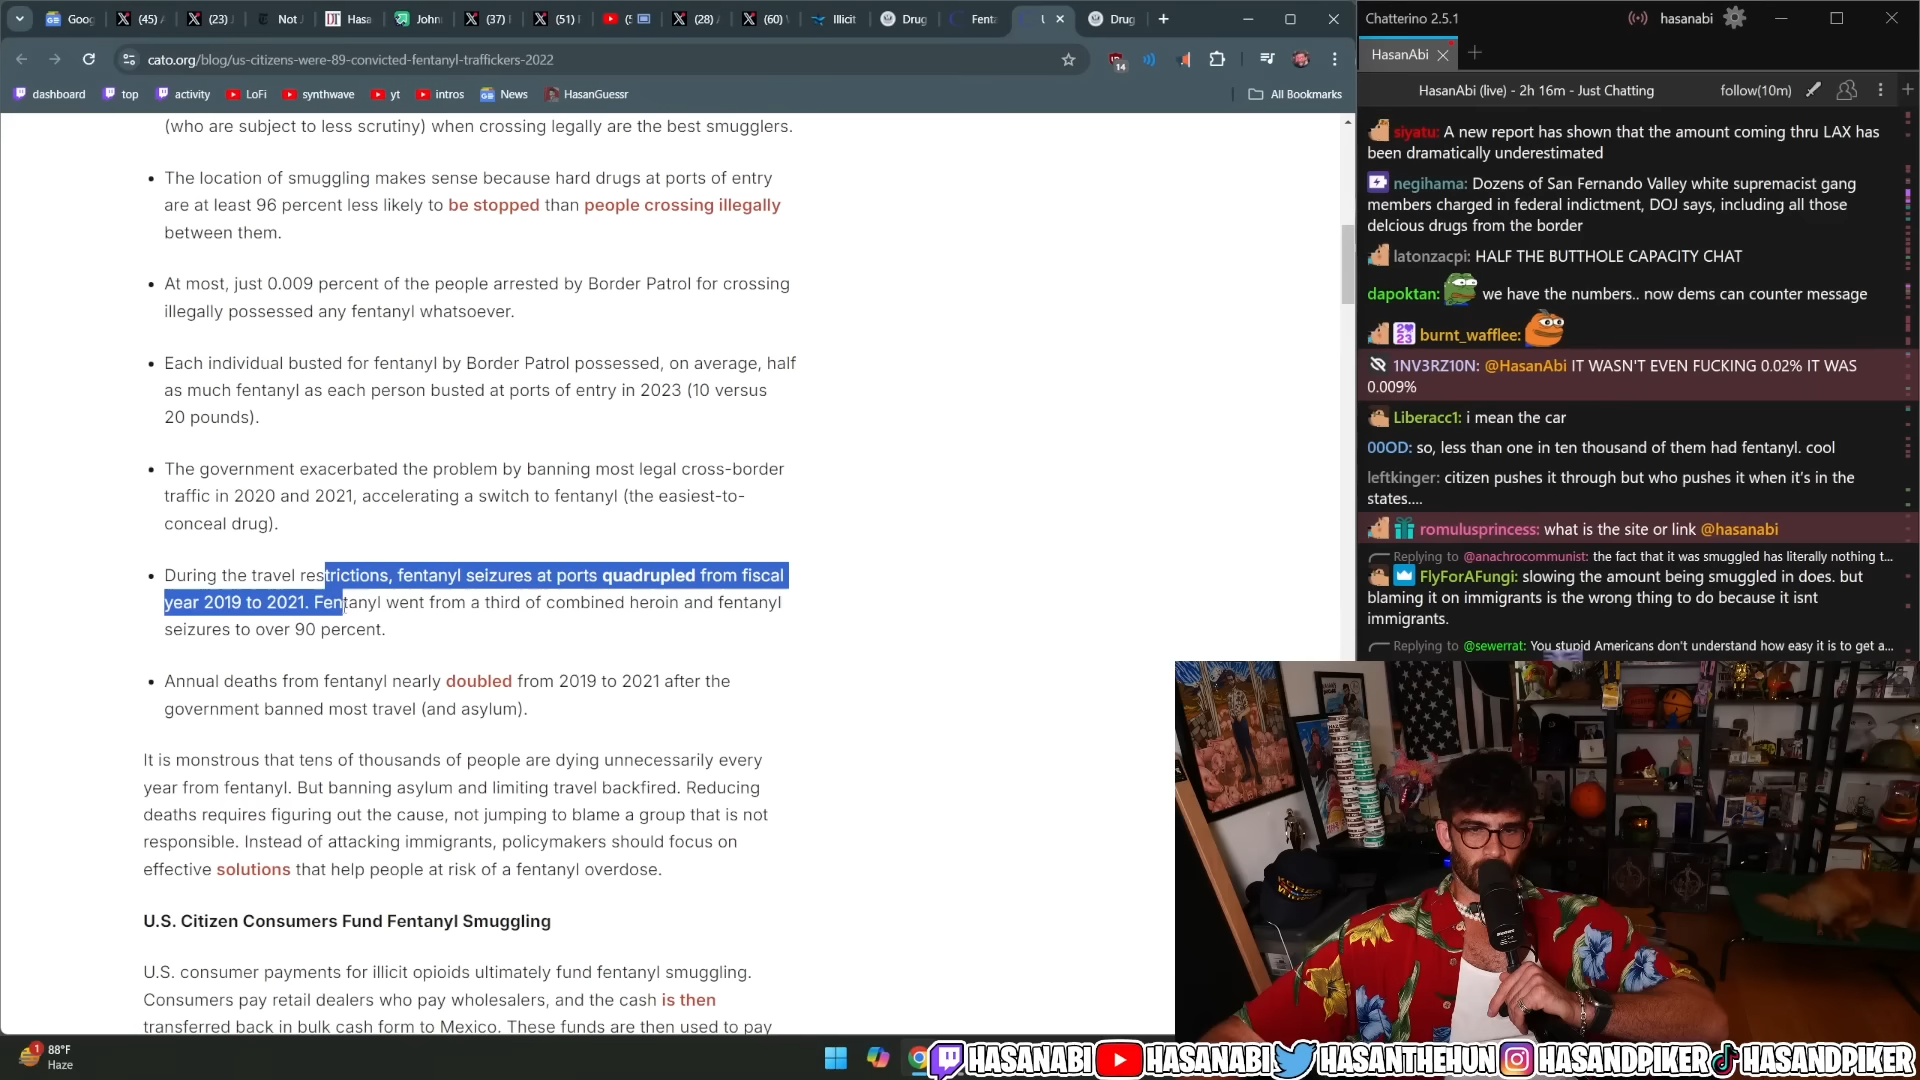 Goog
(45)
(23)
Not
Hasa
John
(37)
(51)
(28)
(60)
Illicit
Drug
Fenta
Drug
cato.org/blog/us-citizens-were-89-convicted-fentanyl-traffickers-2022
14
dashboard
top
activity
LoFi
synthwave
yt
intros
News
HasanGuessr
All Bookmarks
(who are subject to less scrutiny) when crossing legally are the best smugglers.
• The location of smuggling makes sense because hard drugs at ports of entry
are at least 96 percent less likely to be stopped than people crossing illegally
between them.
• At most, just 0.009 percent of the people arrested by Border Patrol for crossing
illegally possessed any fentanyl whatsoever.
• Each individual busted for fentanyl by Border Patrol possessed, on average, half
as much fentanyl as each person busted at ports of entry in 2023 (10 versus
20 pounds).
• The government exacerbated the problem by banning most legal cross-border
traffic in 2020 and 2021, accelerating a switch to fentanyl (the easiest-to-
conceal drug).
• During the travel restrictions, fentanyl seizures at ports quadrupled from fiscal
year 2019 to 2021. Fentanyl went from a third of combined heroin and fentanyl
seizures to over 90 percent.
• Annual deaths from fentanyl nearly doubled from 2019 to 2021 after the
government banned most travel (and asylum).
It is monstrous that tens of thousands of people are dying unnecessarily every
year from fentanyl. But banning asylum and limiting travel backfired. Reducing
deaths requires figuring out the cause, not jumping to blame a group that is not
responsible. Instead of attacking immigrants, policymakers should focus on
effective solutions that help people at risk of a fentanyl overdose.
U.S. Citizen Consumers Fund Fentanyl Smuggling
U.S. consumer payments for illicit opioids ultimately fund fentanyl smuggling.
Consumers pay retail dealers who pay wholesalers, and the cash is then
transferred back in bulk cash form to Mexico. These funds are then used to pay
Chatterino 2.5.1
hasanabi
HasanAbi
HasanAbi (live) - 2h 16m - Just Chatting
follow(10m)
siyatu: A new report has shown that the amount coming thru LAX has
been dramatically underestimated
negihama: Dozens of San Fernando Valley white supremacist gang
members charged in federal indictment, DOJ says, including all those
delcious drugs from the border
latonzacpi: HALF THE BUTTHOLE CAPACITY CHAT
dapoktan: we have the numbers.. now dems can counter message
burnt_wafflee:
1NV3RZ10N: @HasanAbi IT WASN'T EVEN FUCKING 0.02% IT WAS
0.009%
Liberacc1: i mean the car
00OD: so, less than one in ten thousand of them had fentanyl. cool
leftkinger: citizen pushes it through but who pushes it when it's in the
states....
romulusprincess: what is the site or link @hasanabi
Replying to @anachrocommunist: the fact that it was smuggled has literally nothing t...
FlyForAFungi: slowing the amount being smuggled in does. but
blaming it on immigrants is the wrong thing to do because it isnt
immigrants.
Replying to @sewerrat: You stupid Americans don't understand how easy it is to get a...
KOREA
1
88°F
Haze
HASANABI
HASANABI
HASANTHEHUN
HASANDPIKER
HASANDPIKER